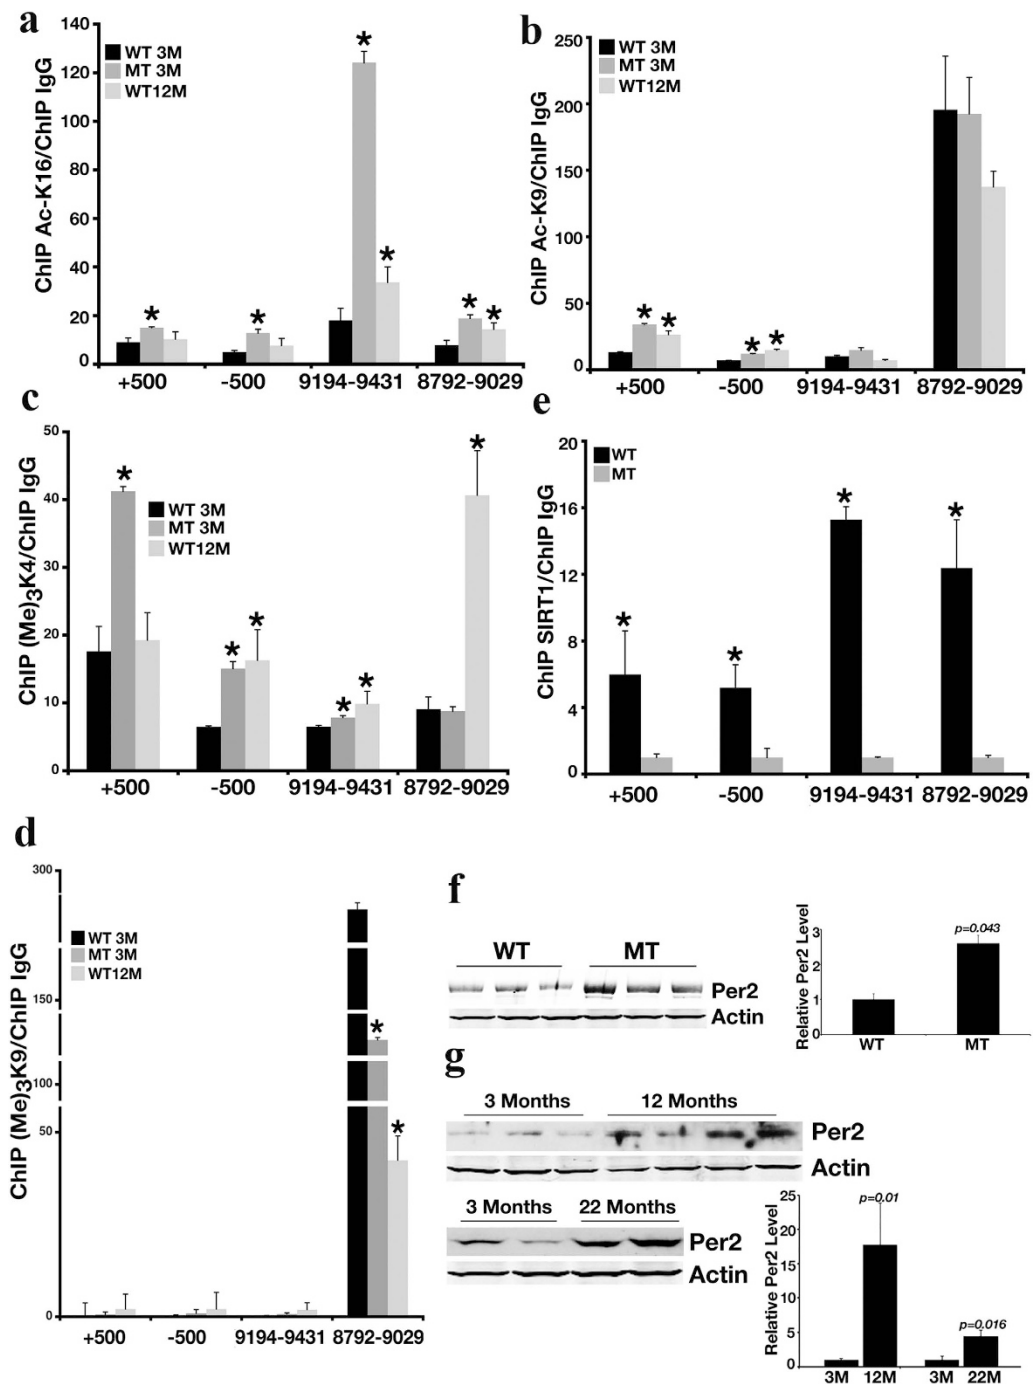 a
ChIP Ac-K16/ChIP IgG
140
120
100
80
60
40
20
0
WT 3M
MT 3M
WT12M
*
*
*
*
*
*
+500
-500
9194-9431
8792-9029
b
ChIP Ac-K9/ChIP IgG
250
200
150
100
50
0
WT 3M
MT 3M
WT12M
*
*
*
*
+500
-500
9194-9431
8792-9029
c
ChIP (Me)3K4/ChIP IgG
50
40
30
20
10
0
WT 3M
MT 3M
WT12M
*
*
*
*
*
*
+500
-500
9194-9431
8792-9029
e
ChIP SIRT1/ChIP IgG
20
16
12
8
4
0
WT
MT
*
*
*
*
+500
-500
9194-9431
8792-9029
d
ChIP (Me)3K9/ChIP IgG
300
150
100
50
0
WT 3M
MT 3M
WT12M
*
*
+500
-500
9194-9431
8792-9029
f
WT
MT
Per2
Actin
Relative Per2 Level
3
2
1
0
p=0.043
WT
MT
g
3 Months
12 Months
Per2
Actin
3 Months
22 Months
Per2
Actin
Relative Per2 Level
25
20
15
10
5
0
p=0.01
p=0.016
3M
12M
3M
22M